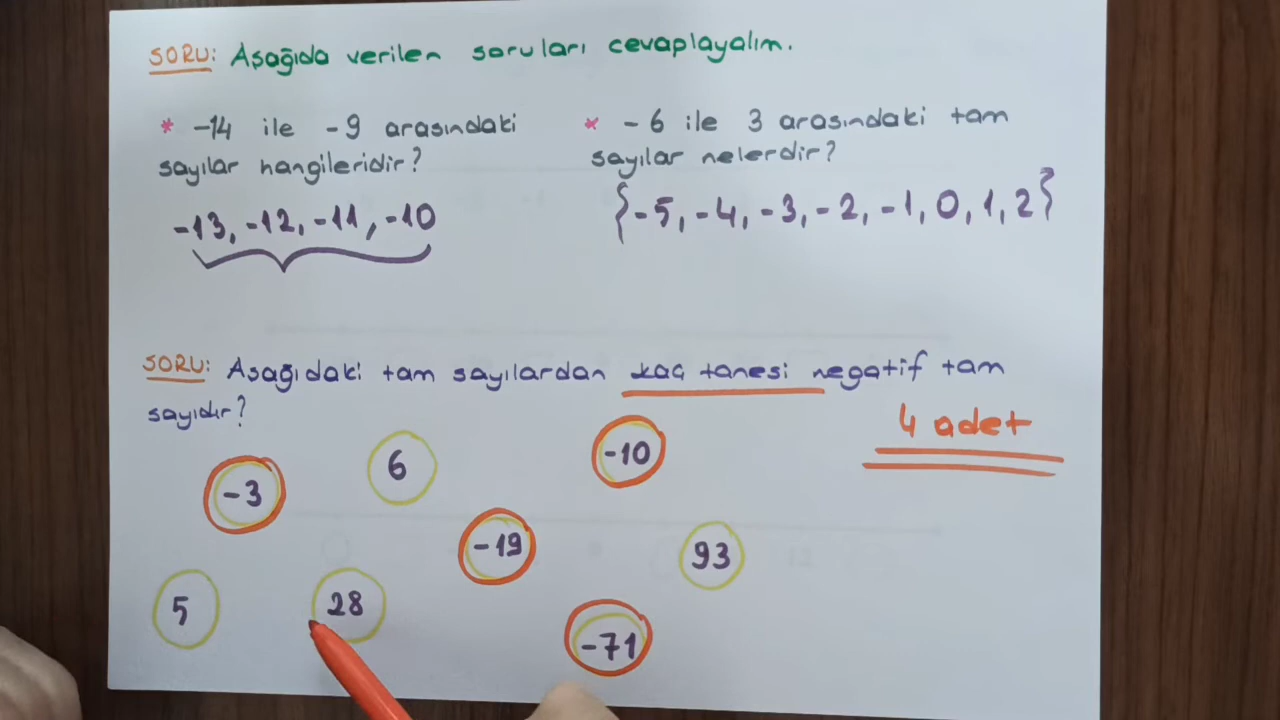 SORU: Aşağıda verilen soruları cevaplayalım.
* -14 ile -9 arasındaki
sayılar hangileridir?
-13, -12, -11, -10
* -6 ile 3 arasındaki tam
sayılar nelerdir?
{-5, -4, -3, -2, -1, 0, 1, 2}
SORU: Aşağıdaki tam sayılardan kaç tanesi negatif tam
sayıdır?
4 adet
-3
6
-10
-19
93
5
28
-71